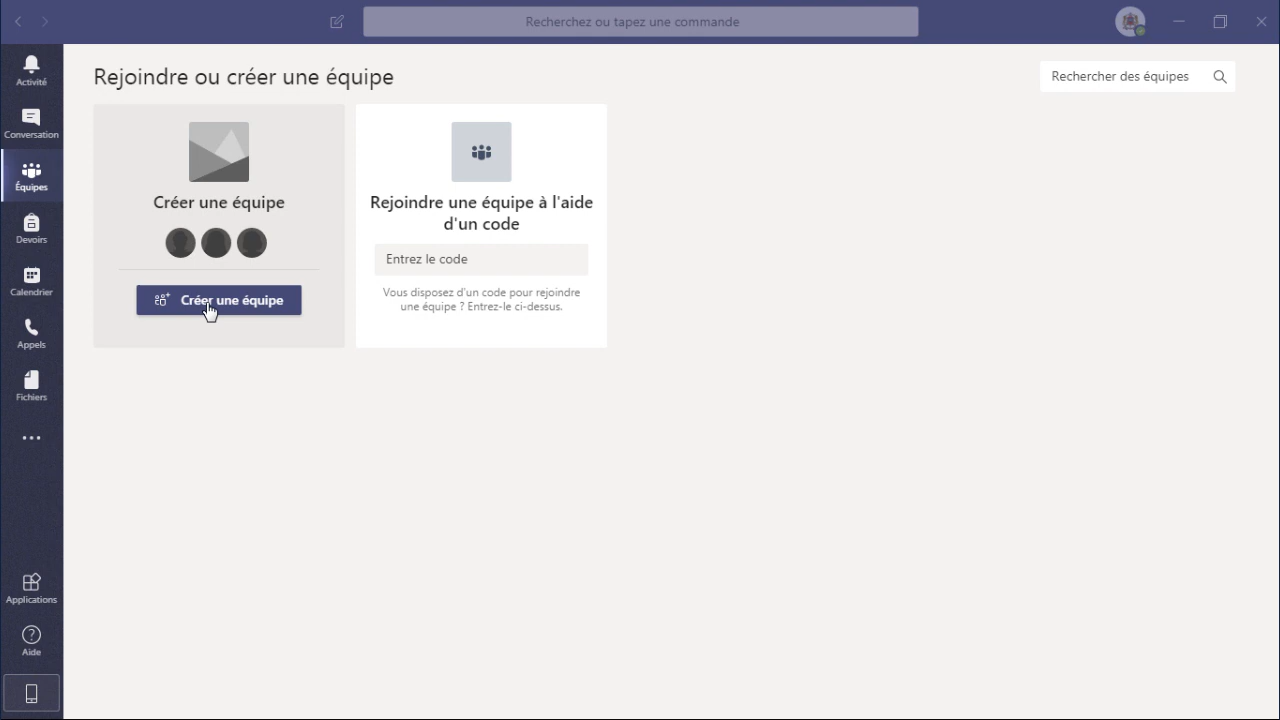 Recherchez ou tapez une commande
Activité
Conversation
Équipes
Devoirs
Calendrier
Appels
Fichiers
Applications
Aide
Rejoindre ou créer une équipe
Rechercher des équipes
Créer une équipe
Créer une équipe
Rejoindre une équipe à l'aide
d'un code
Entrez le code
Vous disposez d'un code pour rejoindre
une équipe ? Entrez-le ci-dessus.